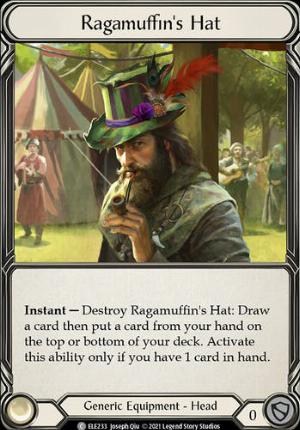 Ragamuffin's Hat
Instant — Destroy Ragamuffin's Hat: Draw
a card then put a card from your hand on
the top or bottom of your deck. Activate
this ability only if you have 1 card in hand.
Generic Equipment - Head
0
C ELE233 Joseph Qiu © 2021 Legend Story Studios